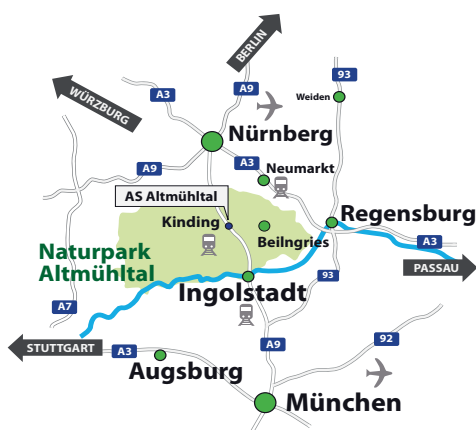 BERLIN
93
A9
A3
WÜRZBURG
Weiden
Nürnberg
A3
A9
Neumarkt
AS Altmühltal
Kinding
Regensburg
Beilngries
A3
Naturpark
Altmühltal
PASSAU
93
Ingolstadt
A7
92
A9
STUTTGART
A3
Augsburg
München